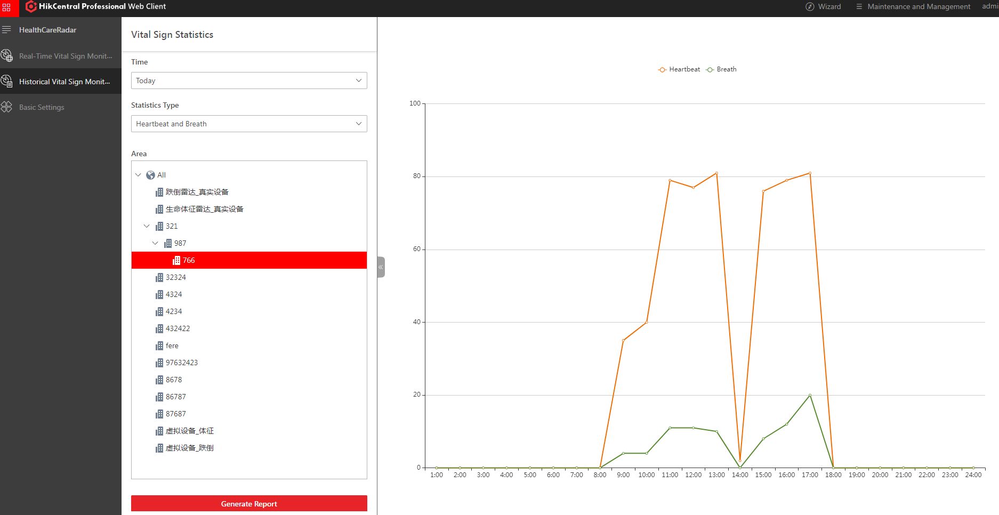 HikCentral Professional Web Client
Wizard
Maintenance and Management
admi
HealthCareRadar
Real-Time Vital Sign Monit...
Historical Vital Sign Monit...
Basic Settings
Vital Sign Statistics
Time
Today
Statistics Type
Heartbeat and Breath
Area
All
跌倒雷达_真实设备
生命体征雷达_真实设备
321
987
766
32324
4324
4234
432422
fere
97632423
8678
86787
87687
虚拟设备_体征
虚拟设备_跌倒
Generate Report
Heartbeat Breath
100
80
60
40
20
0
1:00 2:00 3:00 4:00 5:00 6:00 7:00 8:00 9:00 10:00 11:00 12:00 13:00 14:00 15:00 16:00 17:00 18:00 19:00 20:00 21:00 22:00 23:00 24:00